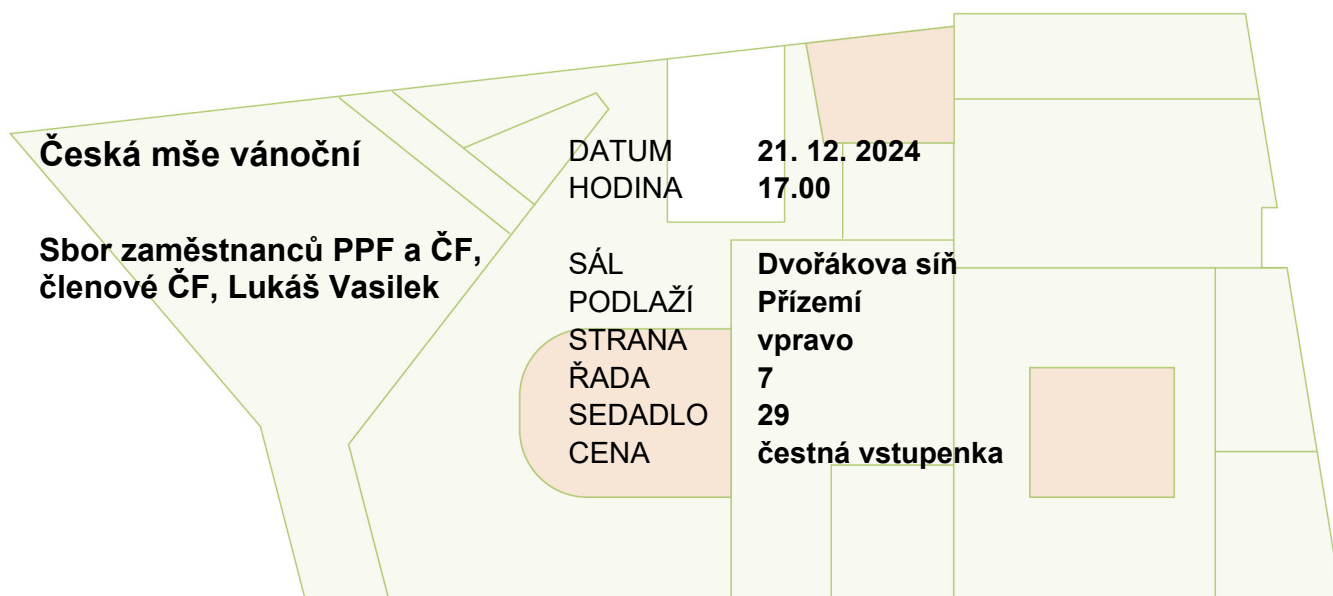 Česká mše vánoční
Sbor zaměstnanců PPF a ČF,
členové ČF, Lukáš Vasilek
DATUM 21. 12. 2024
HODINA 17.00
SÁL Dvořákova síň
PODLAŽÍ Přízemí
STRANA vpravo
ŘADA 7
SEDADLO 29
CENA čestná vstupenka